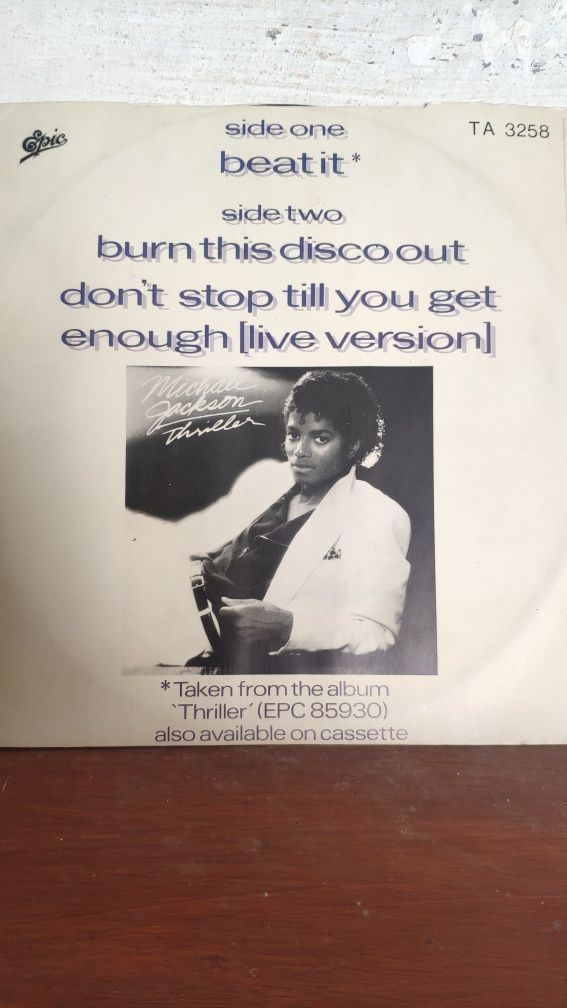 Epic
TA 3258
side one
beat it*
side two
burn this disco out
don't stop till you get
enough [live version]
Michael
Jackson
Thriller
* Taken from the album
`Thriller´ (EPC 85930)
also available on cassette